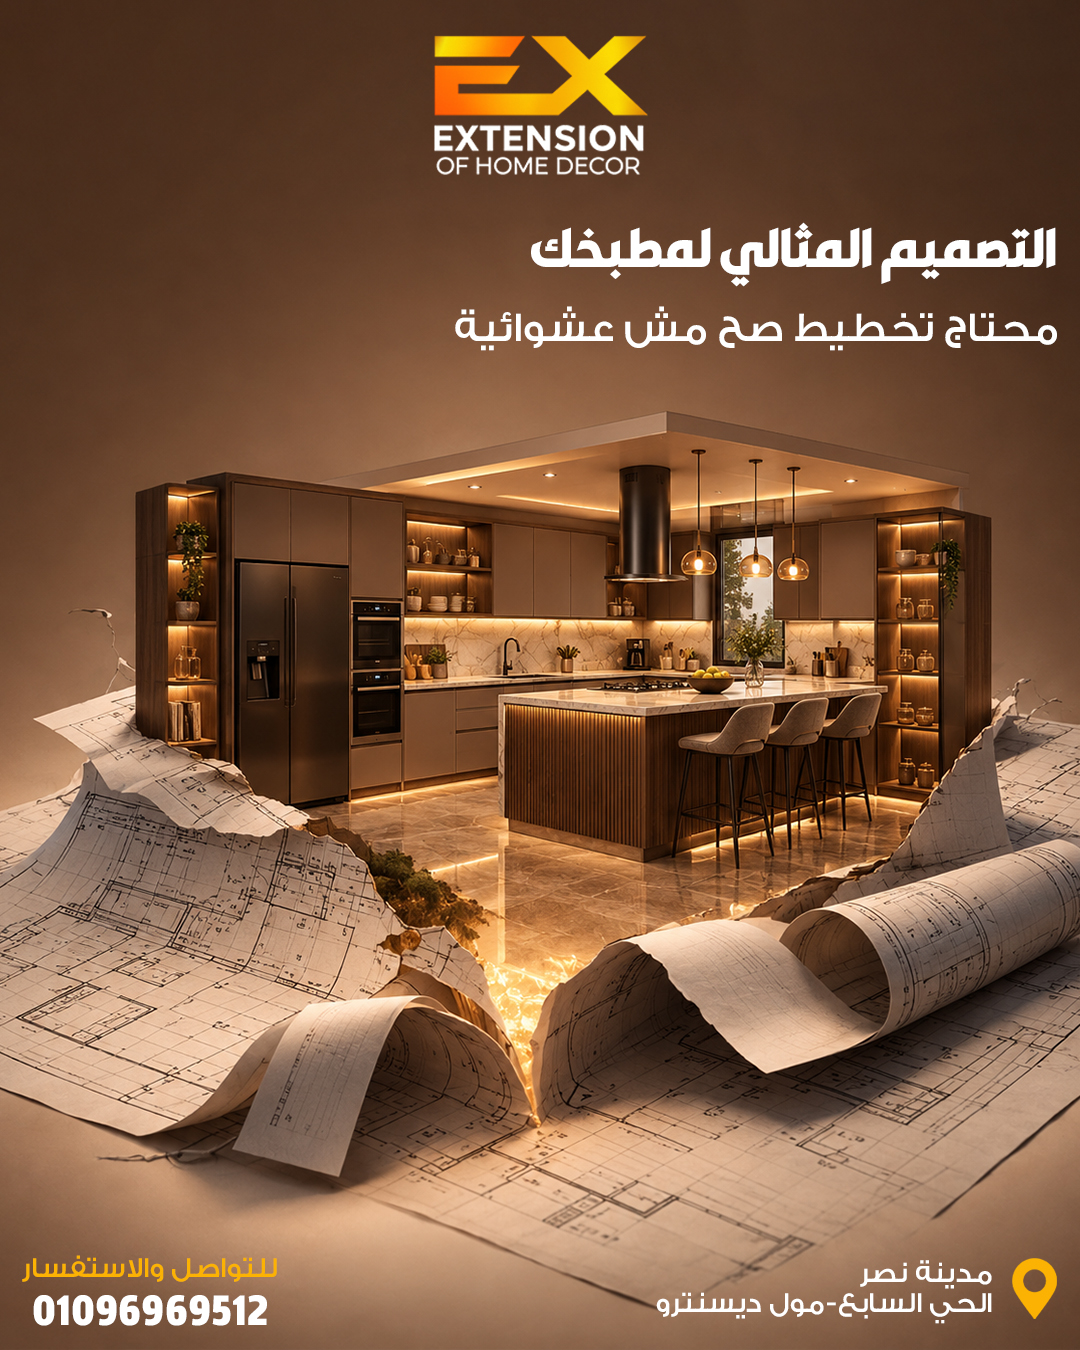 EX
EXTENSION
OF HOME DECOR
التصميم المثالي لمطبخك
محتاج تخطيط صح مش عشوائية
للتواصل والاستفسار
01096969512
مدينة نصر
الحي السابع-مول ديسنترو